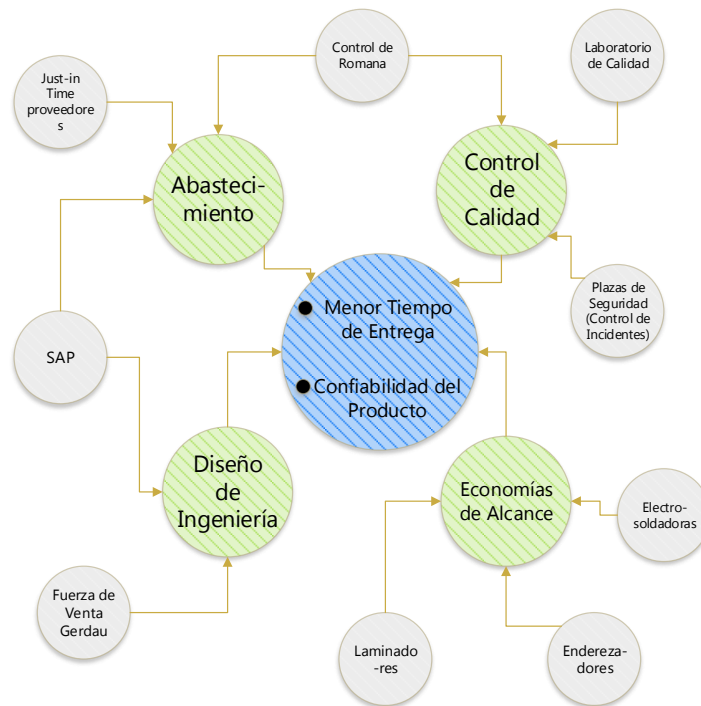 Control de
Romana
Laboratorio
de Calidad
Just-in
Time
proveedore
s
Abasteci-
miento
Control
de
Calidad
Plazas de
Seguridad
(Control de
Incidentes)
● Menor Tiempo
de Entrega
● Confiabilidad del
Producto
SAP
Diseño
de
Ingeniería
Economías
de Alcance
Electro-
soldadoras
Fuerza de
Venta
Gerdau
Laminado
-res
Endereza-
dores